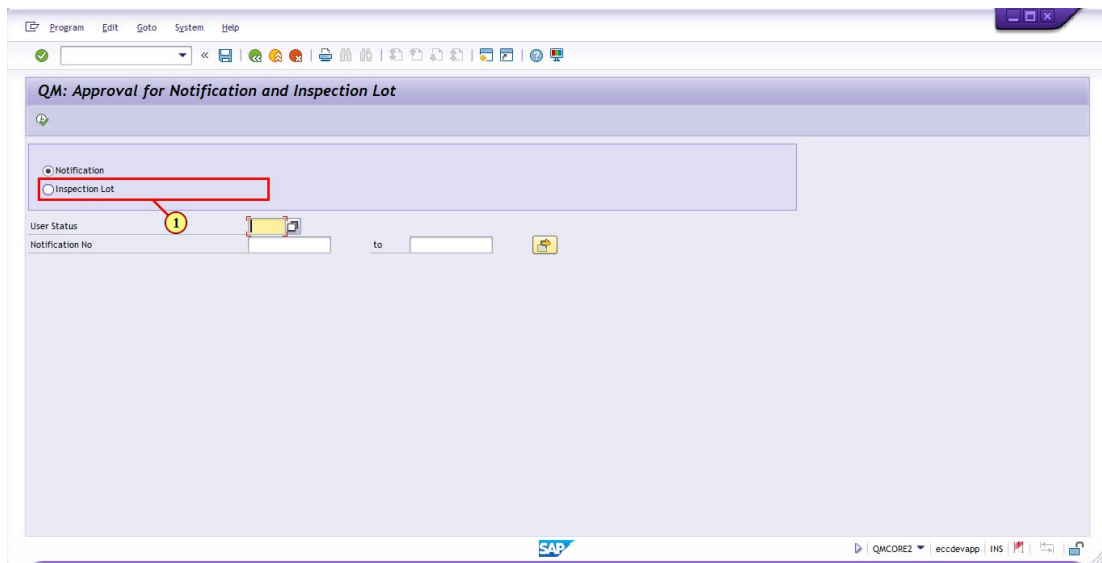 Program Edit Goto System Help
QM: Approval for Notification and Inspection Lot
Notification
Inspection Lot
1
User Status
Notification No to
SAP QMCORE2 eccdevapp INS